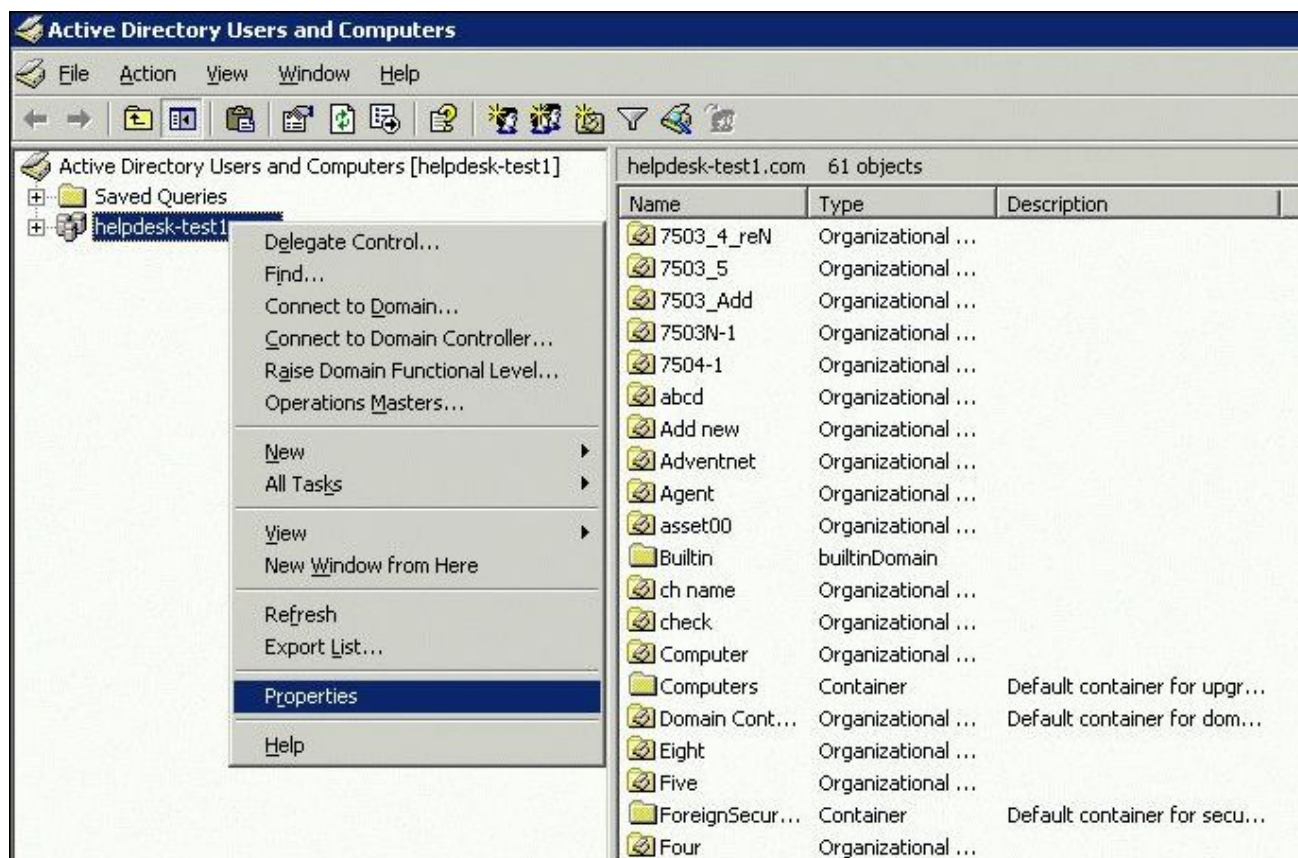 Active Directory Users and Computers
File Action View Window Help
Active Directory Users and Computers [helpdesk-test1]
Saved Queries
helpdesk-test1
Delegate Control...
Find...
Connect to Domain...
Connect to Domain Controller...
Raise Domain Functional Level...
Operations Masters...
New
All Tasks
View
New Window from Here
Refresh
Export List...
Properties
Help
helpdesk-test1.com 61 objects
Name Type Description
7503_4_reN Organizational ...
7503_5 Organizational ...
7503_Add Organizational ...
7503N-1 Organizational ...
7504-1 Organizational ...
abcd Organizational ...
Add new Organizational ...
Adventnet Organizational ...
Agent Organizational ...
asset00 Organizational ...
Builtin builtinDomain
ch name Organizational ...
check Organizational ...
Computer Organizational ...
Computers Container Default container for upgr...
Domain Cont... Organizational ... Default container for dom...
Eight Organizational ...
Five Organizational ...
ForeignSecur... Container Default container for secu...
Four Organizational ...